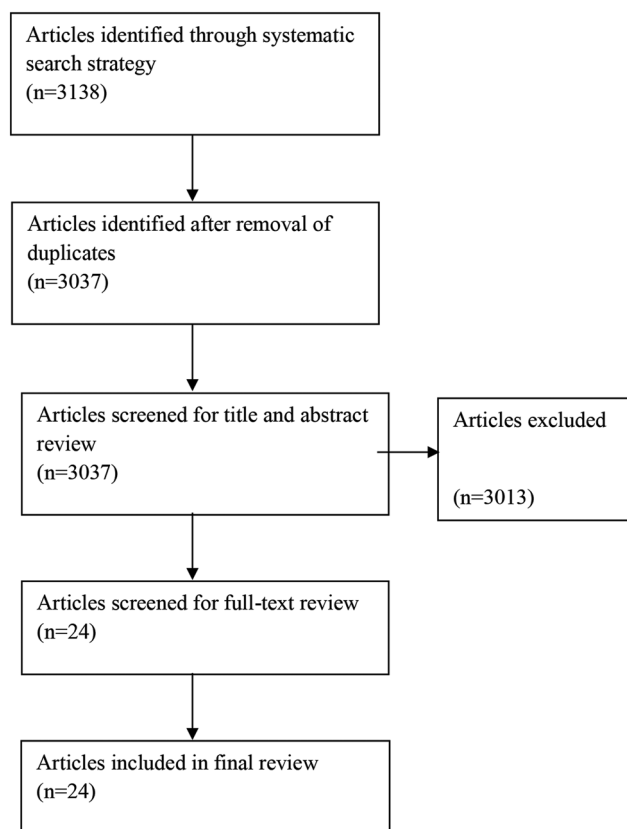 Articles identified through systematic
search strategy
(n=3138)
Articles identified after removal of
duplicates
(n=3037)
Articles screened for title and abstract
review
(n=3037)
Articles excluded
(n=3013)
Articles screened for full-text review
(n=24)
Articles included in final review
(n=24)